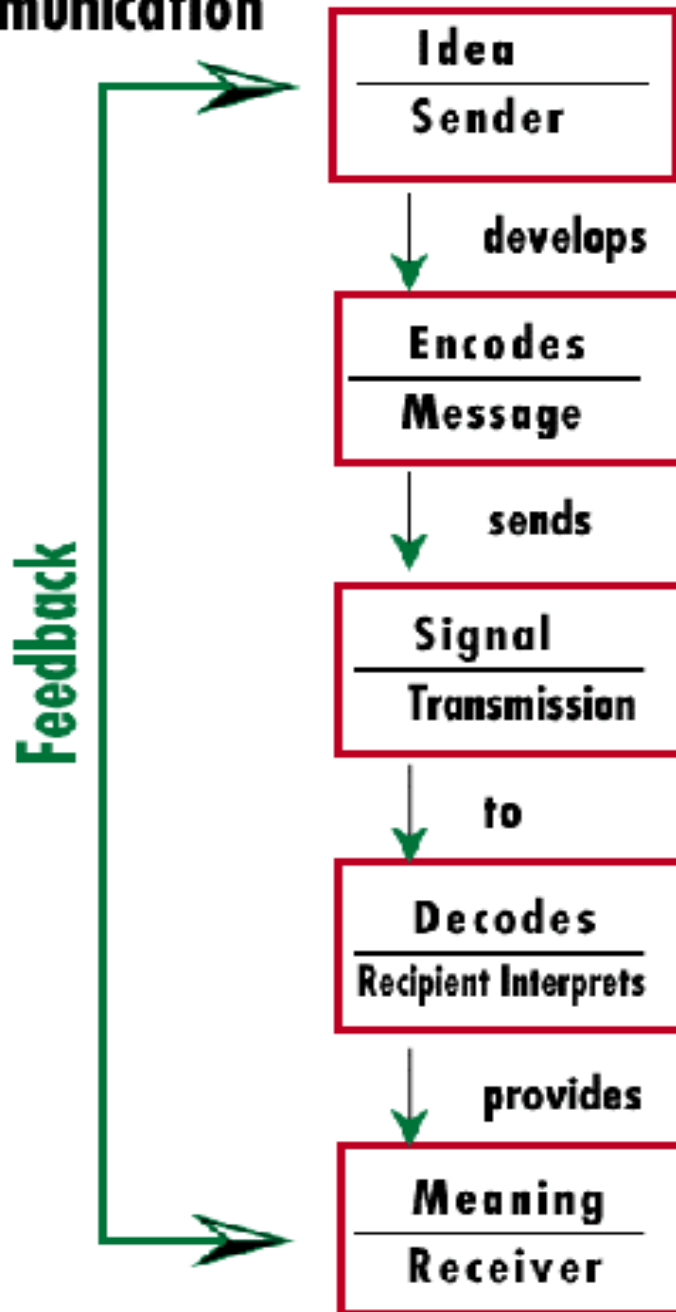 munication
Idea
Sender
develops
Encodes
Message
sends
Signal
Transmission
to
Decodes
Recipient Interprets
provides
Meaning
Receiver
Feedback